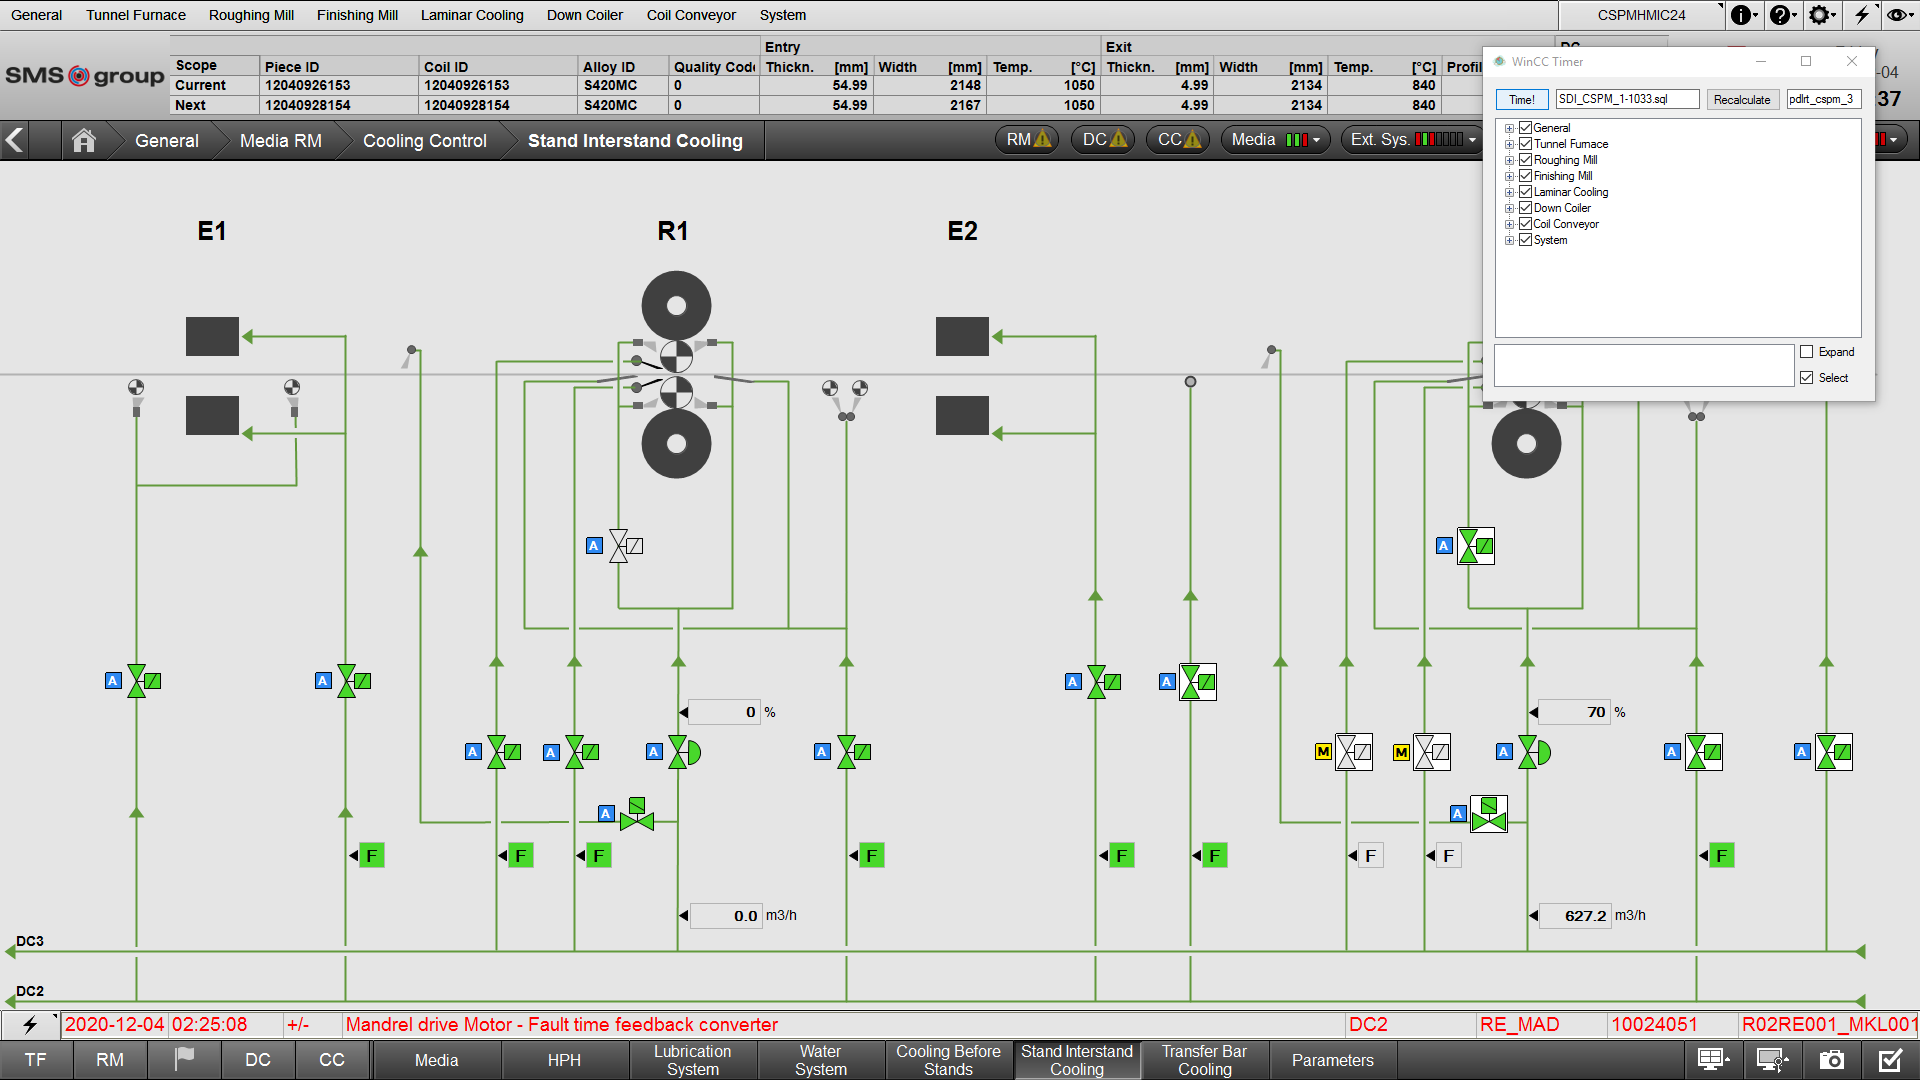 General Tunnel Furnace Roughing Mill Finishing Mill Laminar Cooling Down Coiler Coil Conveyor System CSPMHMIC24
SMS group
Entry Exit
Scope Piece ID Coil ID Alloy ID Quality Code Thickn. [mm] Width [mm] Temp. [°C] Thickn. [mm] Width [mm] Temp. [°C] Profil
Current 12040926153 12040926153 S420MC 0 54.99 2148 1050 4.99 2134 840
Next 12040928154 12040928154 S420MC 0 54.99 2167 1050 4.99 2134 840
-04
37
WinCC Timer
Time! SDI_CSPM_1-1033.sql Recalculate pdlrt_cspm_3
General
Tunnel Furnace
Roughing Mill
Finishing Mill
Laminar Cooling
Down Coiler
Coil Conveyor
System
Expand
Select
General Media RM Cooling Control Stand Interstand Cooling RM DC CC Media Ext. Sys.
E1 R1 E2
A A
A A A A
0 % 70 %
A A A A M M A A A
A A
F F F F F F F F F
0.0 m3/h 627.2 m3/h
DC3
DC2
2020-12-04 02:25:08 +/- Mandrel drive Motor - Fault time feedback converter DC2 RE_MAD 10024051 R02RE001_MKL001
TF RM DC CC Media HPH Lubrication System Water System Cooling Before Stands Stand Interstand Cooling Transfer Bar Cooling Parameters